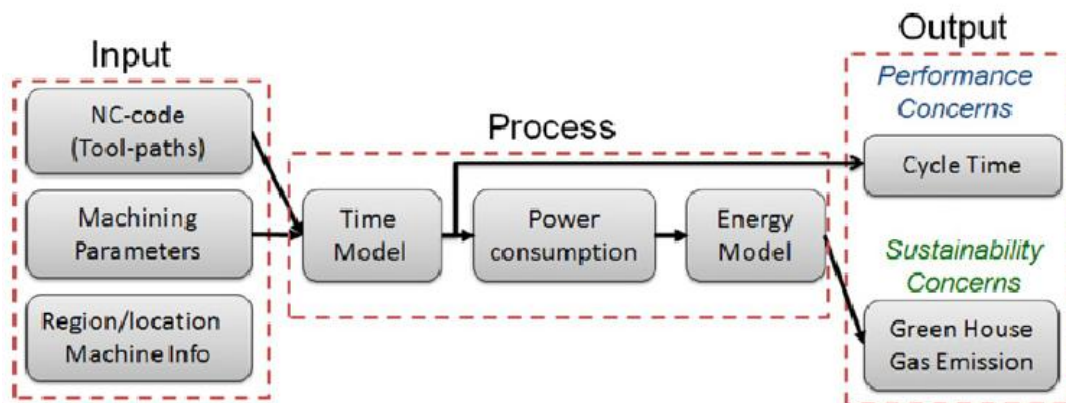 Input
NC-code
(Tool-paths)
Machining
Parameters
Region/location
Machine Info
Process
Time
Model
Power
consumption
Energy
Model
Output
Performance
Concerns
Cycle Time
Sustainability
Concerns
Green House
Gas Emission